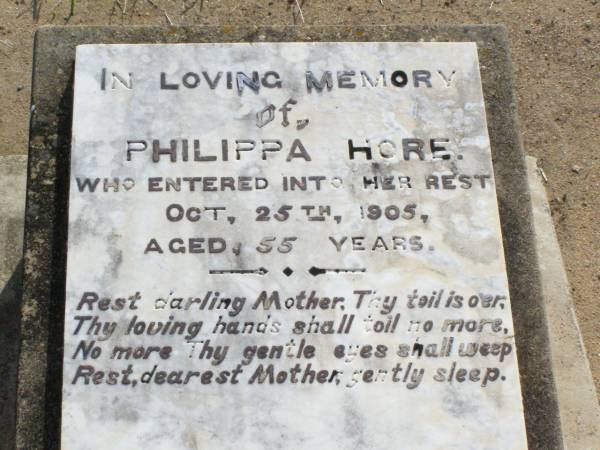 IN LOVING MEMORY
of,
PHILIPPA HORE.
WHO ENTERED INTO HER REST
OCT, 25TH, 1905,
AGED, 55 YEARS.
Rest darling Mother, Thy toil is o'er,
Thy loving hands shall toil no more,
No more Thy gentle eyes shall weep
Rest, dearest Mother, gently sleep.